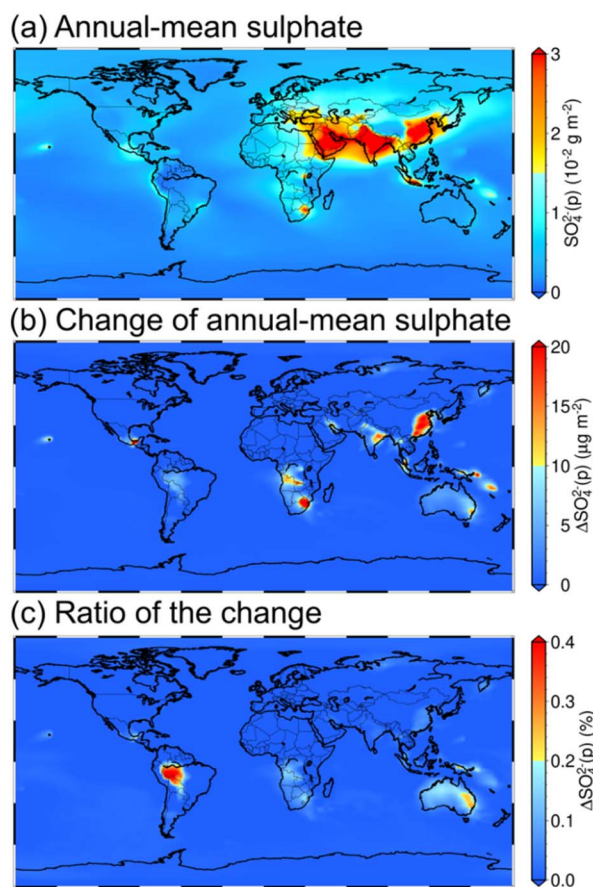 (a) Annual-mean sulphate
3
2
1
0
SO₄²⁻(p) (10⁻² g m⁻²)
(b) Change of annual-mean sulphate
20
15
10
5
0
ΔSO₄²⁻(p) (µg m⁻²)
(c) Ratio of the change
0.4
0.3
0.2
0.1
0.0
ΔSO₄²⁻(p) (%)